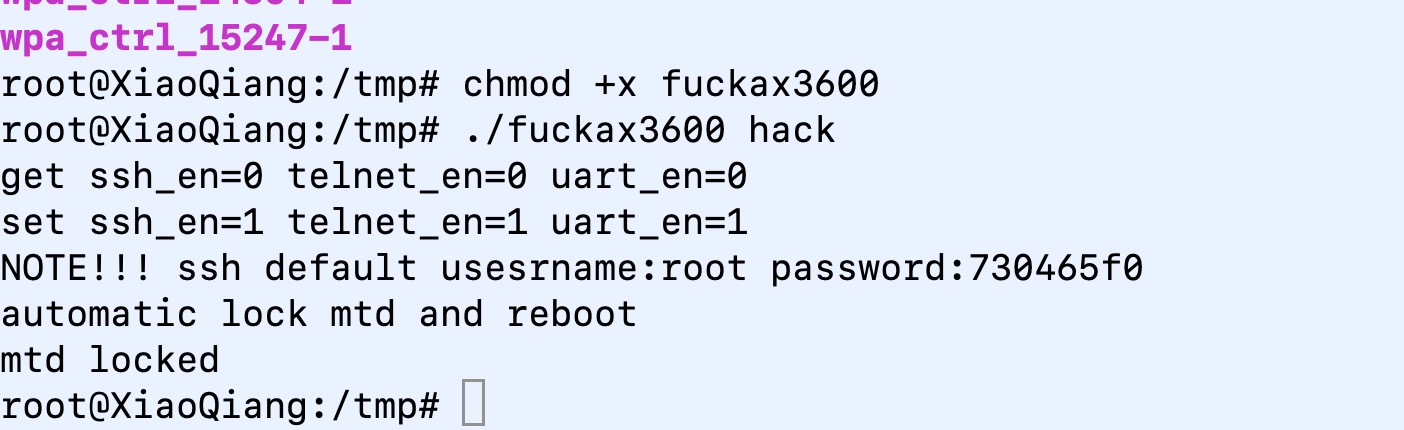 wpa_ctrl_15247-1
root@XiaoQiang:/tmp# chmod +x fuckax3600
root@XiaoQiang:/tmp# ./fuckax3600 hack
get ssh_en=0 telnet_en=0 uart_en=0
set ssh_en=1 telnet_en=1 uart_en=1
NOTE!!! ssh default usesrname:root password:730465f0
automatic lock mtd and reboot
mtd locked
root@XiaoQiang:/tmp#